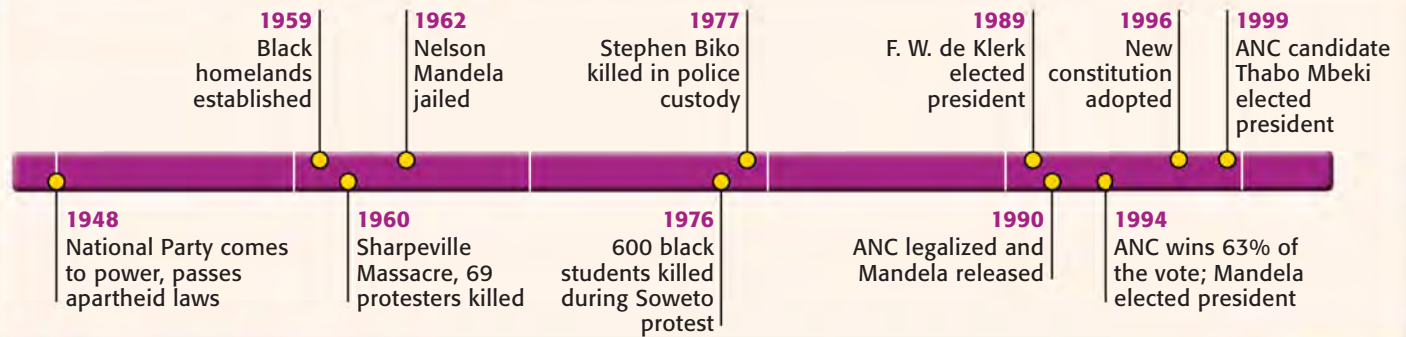 1959
Black
homelands
established
1962
Nelson
Mandela
jailed
1977
Stephen Biko
killed in police
custody
1989
F. W. de Klerk
elected
president
1996
New
constitution
adopted
1999
ANC candidate
Thabo Mbeki
elected
president
1948
National Party comes
to power, passes
apartheid laws
1960
Sharpeville
Massacre, 69
protesters killed
1976
600 black
students killed
during Soweto
protest
1990
ANC legalized and
Mandela released
1994
ANC wins 63% of
the vote; Mandela
elected president